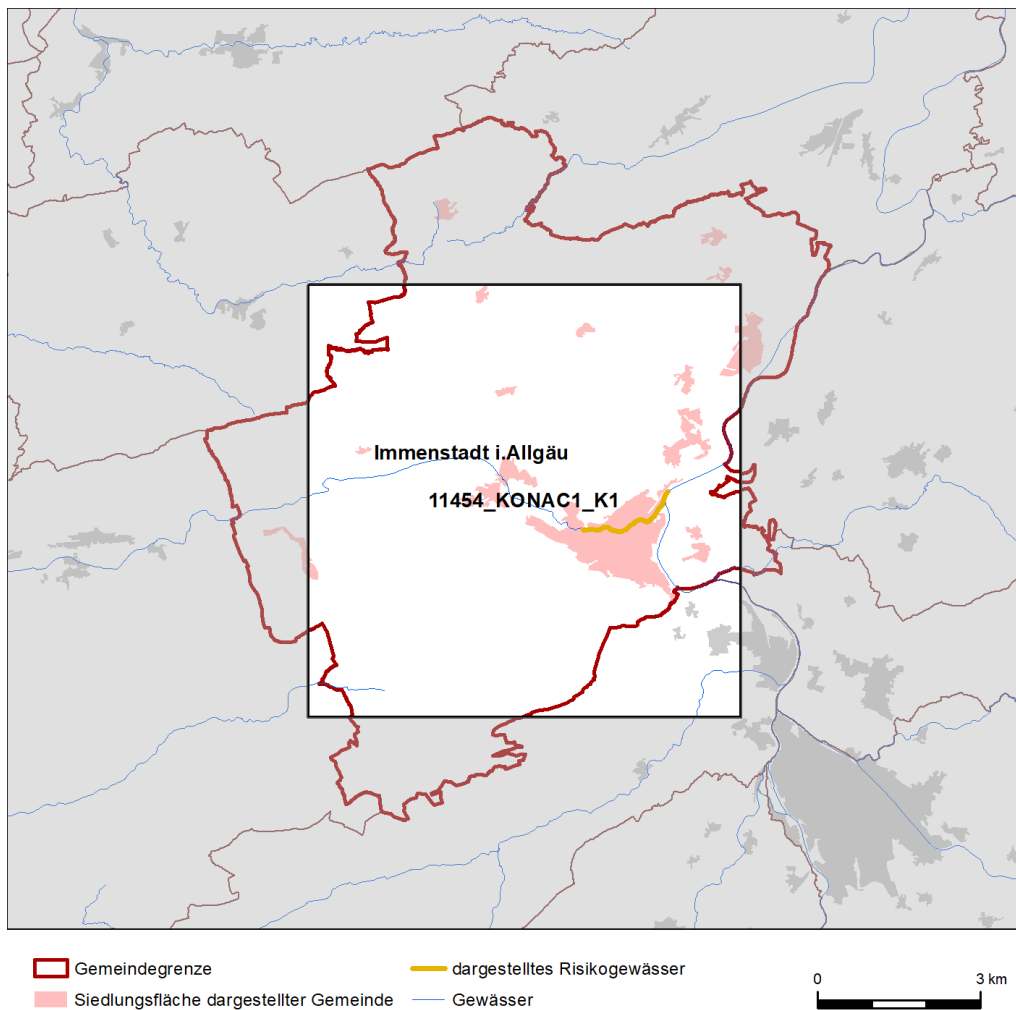 Immenstadt i.Allgäu
11454_KONAC1_K1
Gemeindegrenze
dargestelltes Risikogewässer
Siedlungsfläche dargestellter Gemeinde
Gewässer
0
3 km